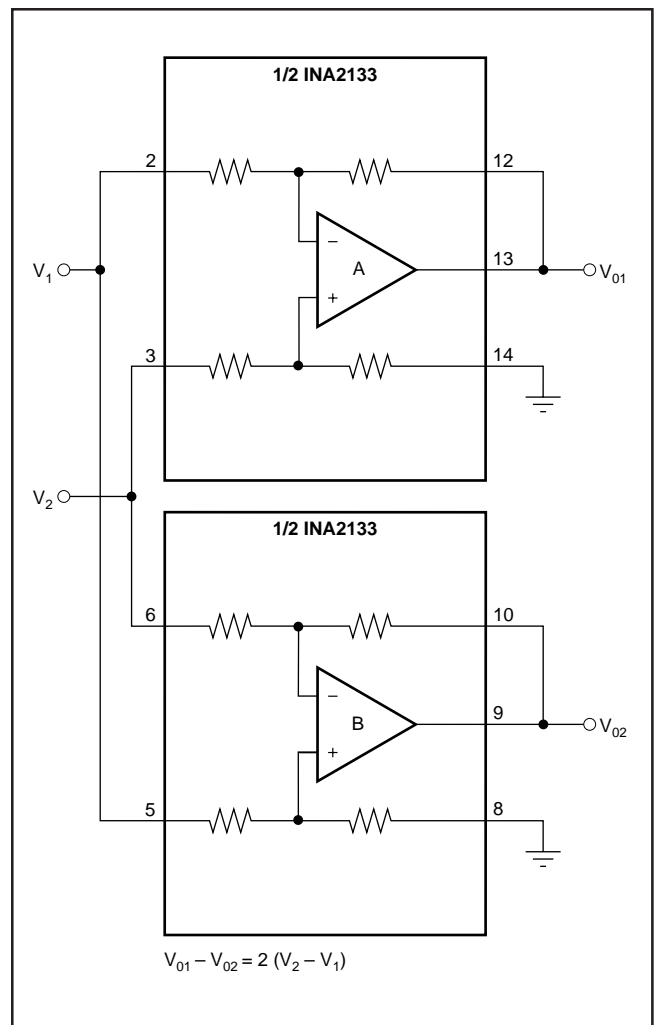 1/2 INA2133
2
12
−
A
13
V₁
V₀₁
+
3
14
V₂
1/2 INA2133
6
10
−
B
9
V₀₂
+
5
8
V₀₁ – V₀₂ = 2 (V₂ – V₁)